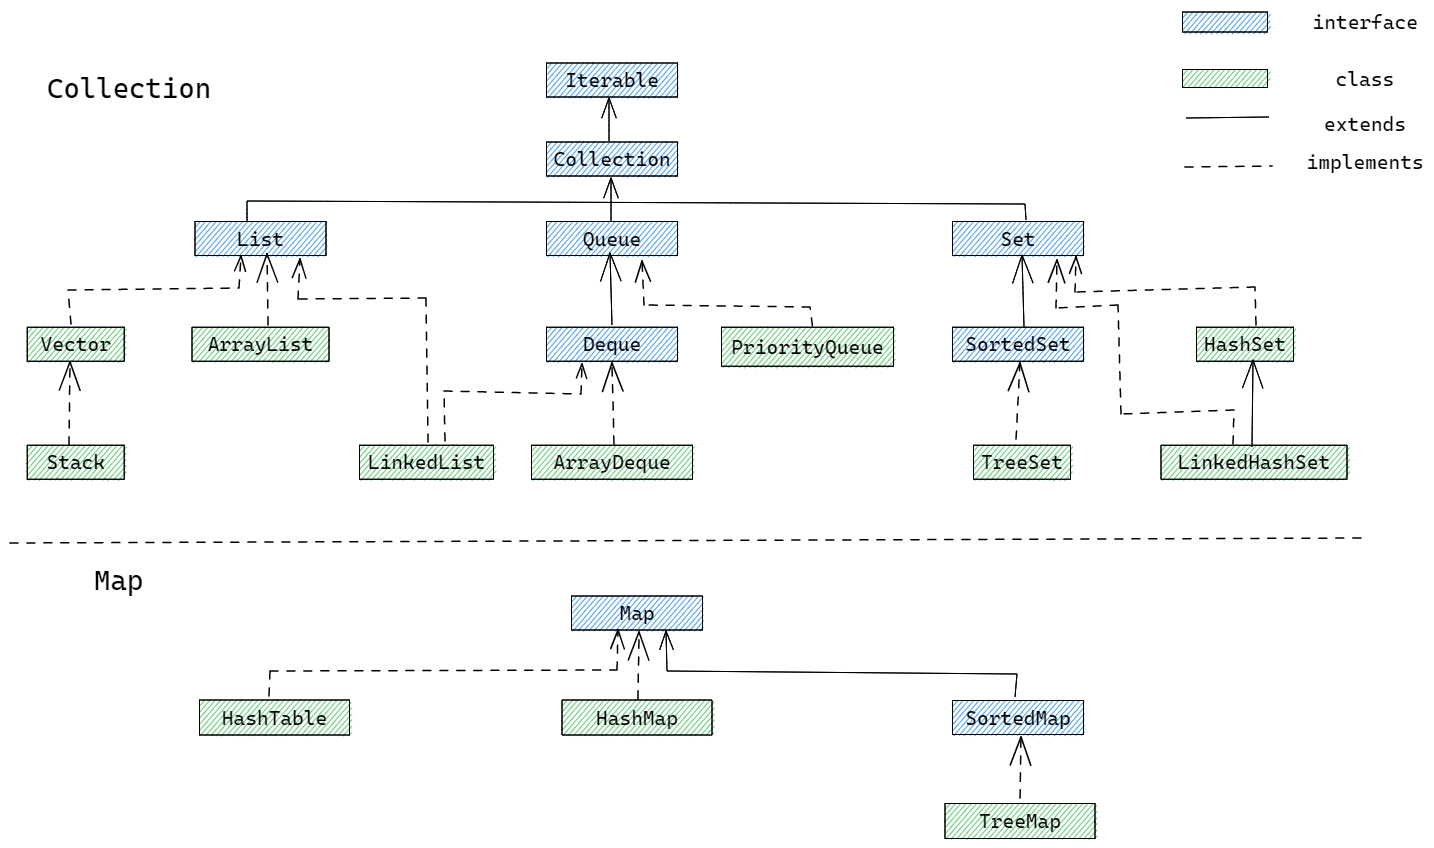 interface
Collection
Iterable
class
extends
Collection
implements
List
Queue
Set
Vector
ArrayList
Deque
PriorityQueue
SortedSet
HashSet
Stack
LinkedList
ArrayDeque
TreeSet
LinkedHashSet
Map
Map
HashTable
HashMap
SortedMap
TreeMap